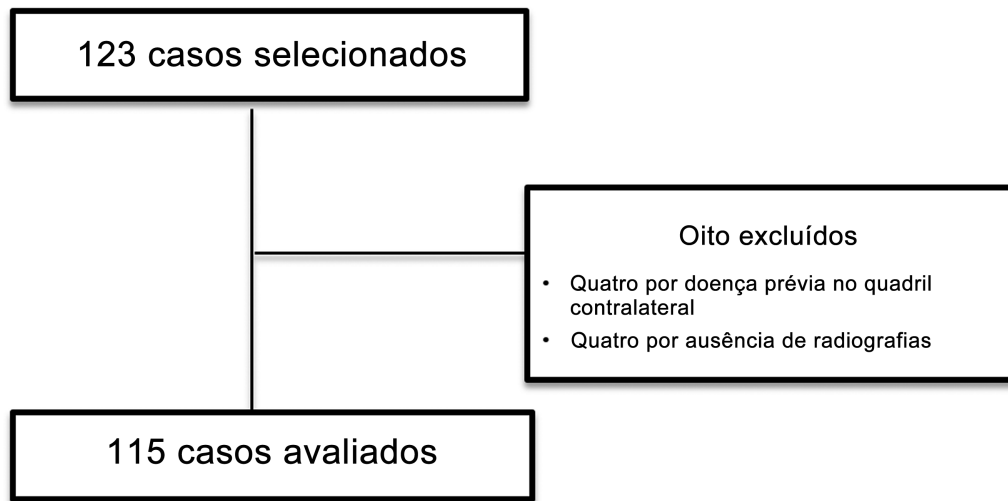 123 casos selecionados
Oito excluídos
• Quatro por doença prévia no quadril
contralateral
• Quatro por ausência de radiografias
115 casos avaliados